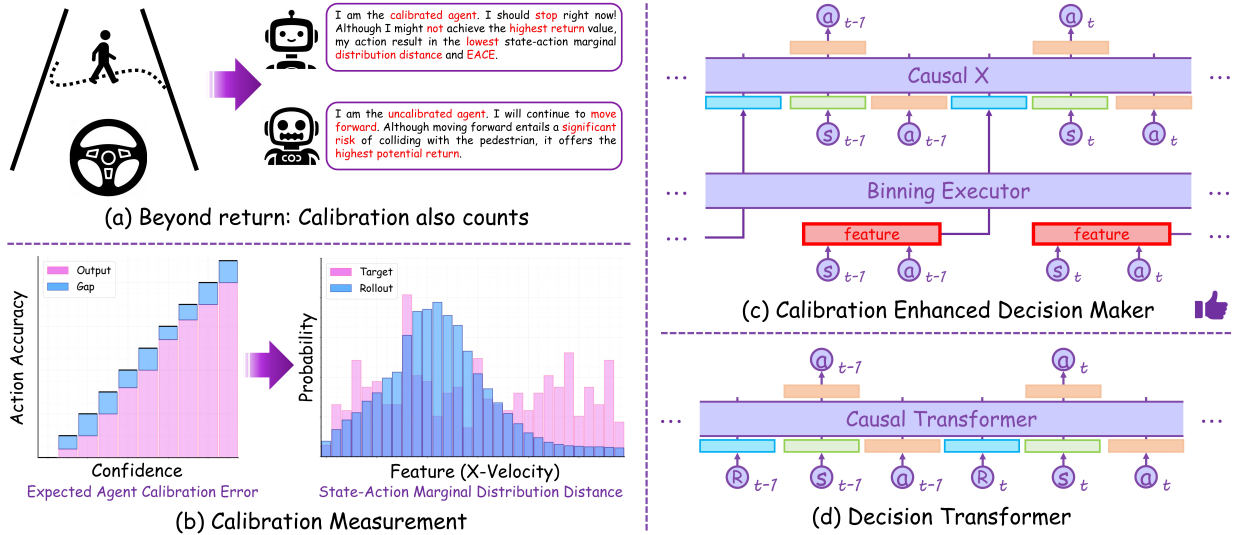 I am the calibrated agent. I should stop right now!
Although I might not achieve the highest return value,
my action result in the lowest state-action marginal
distribution distance and EACE.
I am the uncalibrated agent. I will continue to move
forward. Although moving forward entails a significant
risk of colliding with the pedestrian, it offers the
highest potential return.
(a) Beyond return: Calibration also counts
Output
Gap
Action Accuracy
Confidence
Expected Agent Calibration Error
Target
Rollout
Probability
Feature (X-Velocity)
State-Action Marginal Distribution Distance
(b) Calibration Measurement
a t-1 a t
... Causal X ...
s t-1 a t-1 s t a t
... Binning Executor ...
... feature feature ...
s t-1 a t-1 s t a t
(c) Calibration Enhanced Decision Maker
a t-1 a t
... Causal Transformer ...
R t-1 s t-1 a t-1 R t s t a t
(d) Decision Transformer